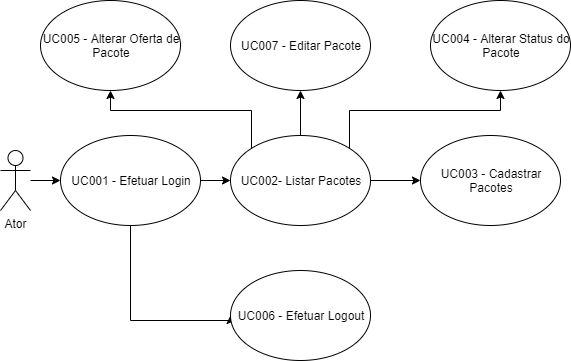 UC005 - Alterar Oferta de
Pacote
UC007 - Editar Pacote
UC004 - Alterar Status do
Pacote
UC001 - Efetuar Login
UC002- Listar Pacotes
UC003 - Cadastrar
Pacotes
Ator
UC006 - Efetuar Logout